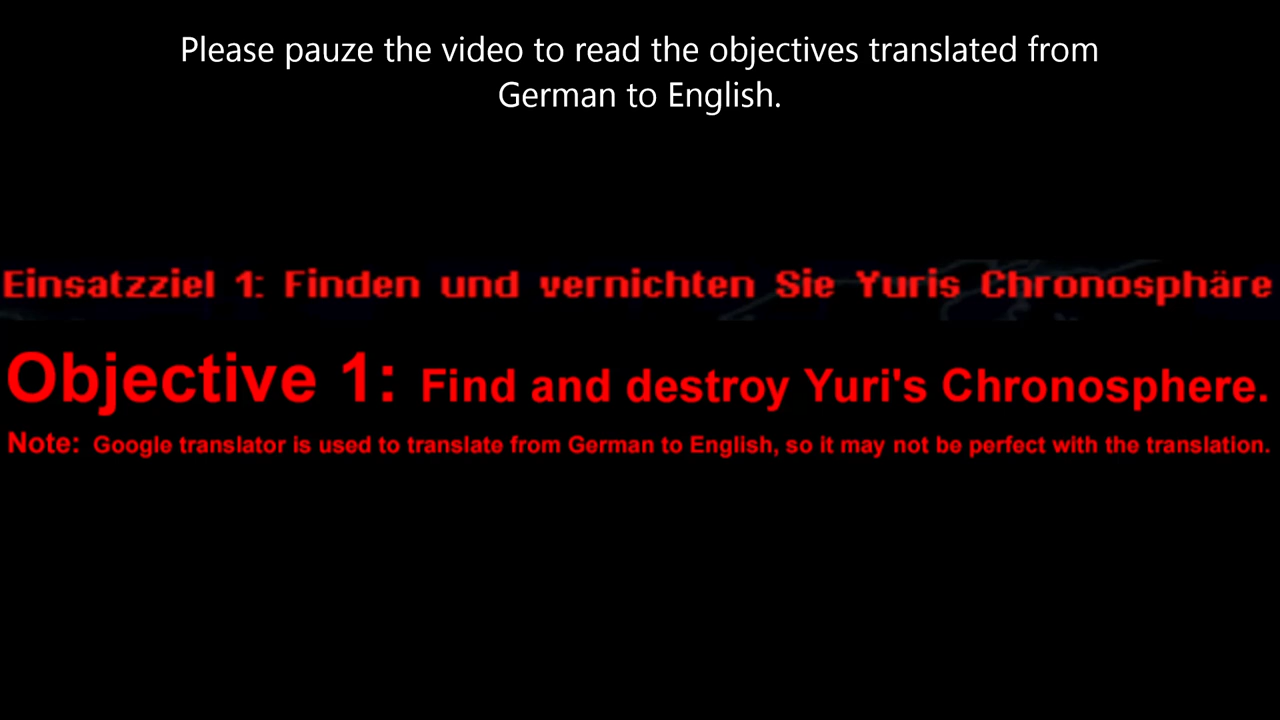 Please pauze the video to read the objectives translated from
German to English.
Einsatzziel 1: Finden und vernichten Sie Yuris Chronosphäre
Objective 1: Find and destroy Yuri's Chronosphere.
Note: Google translator is used to translate from German to English, so it may not be perfect with the translation.